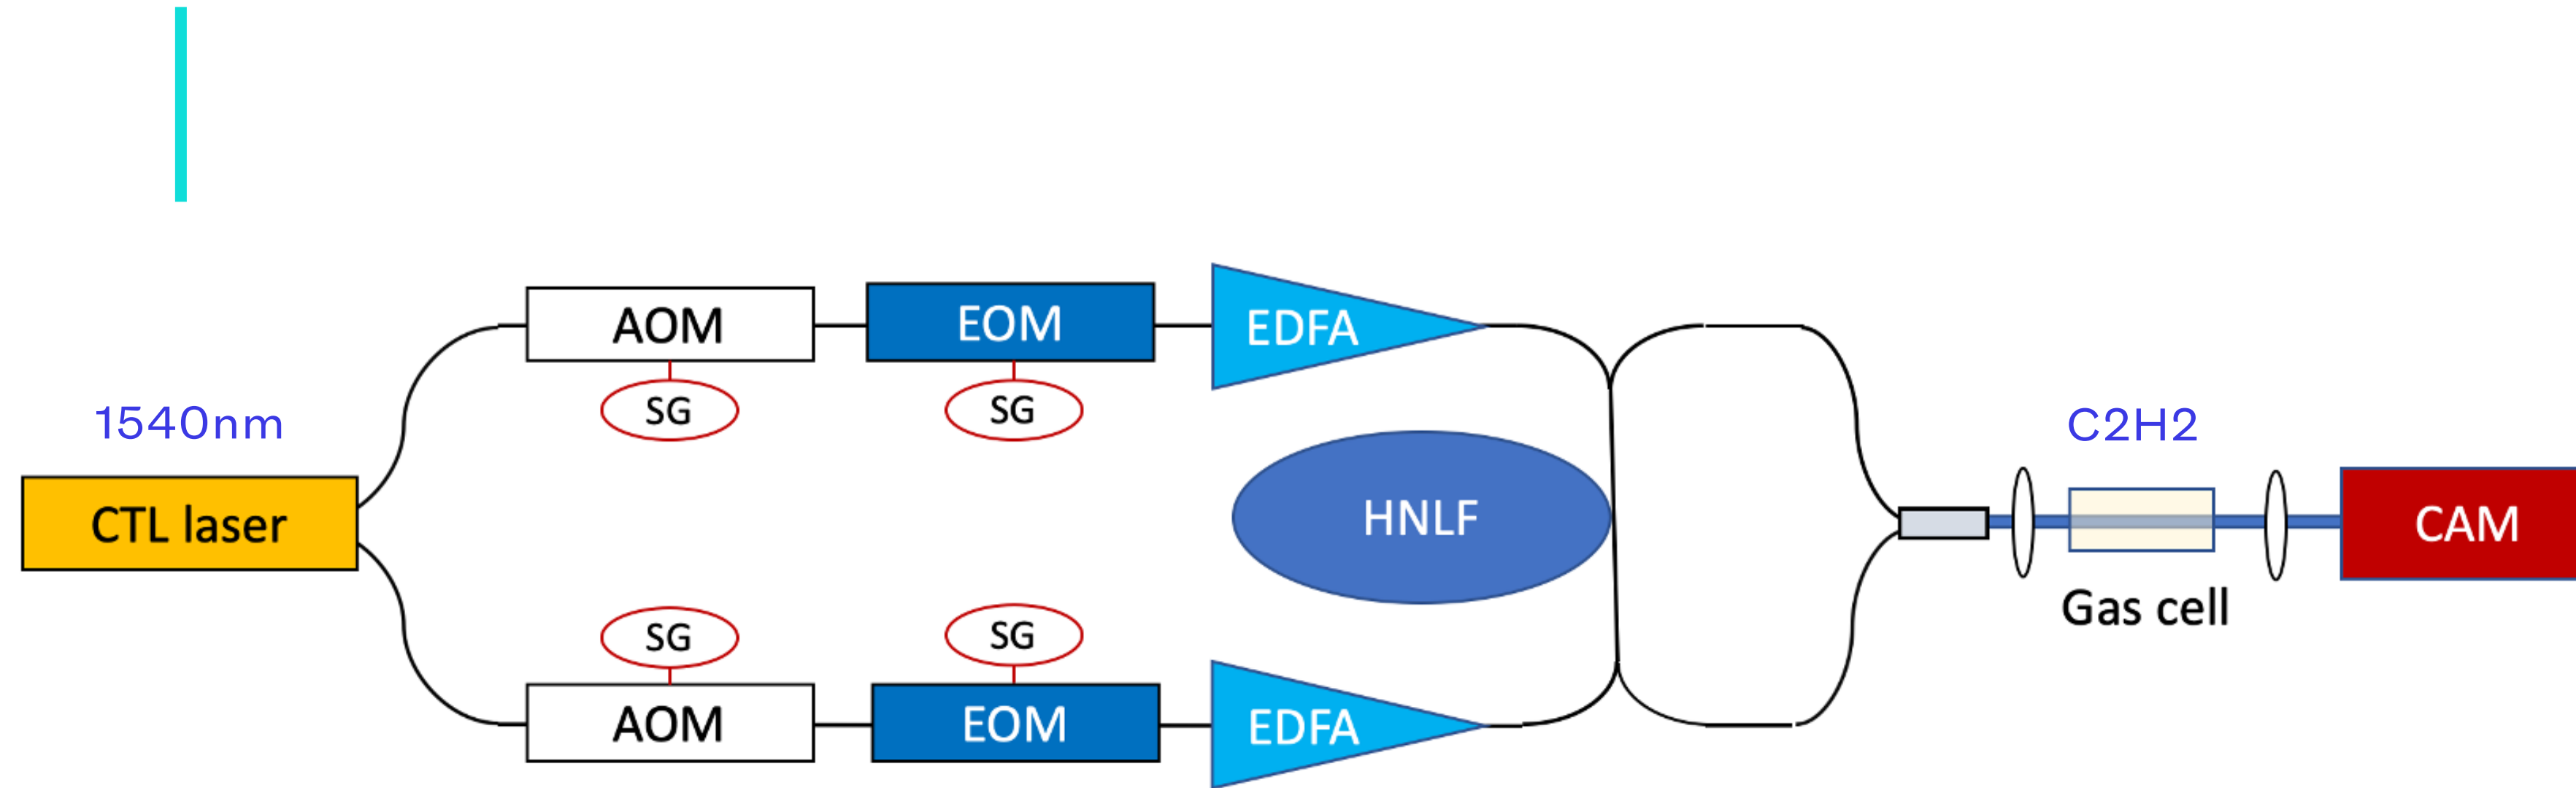 AOM
EOM
EDFA
SG
SG
1540nm
CTL laser
HNLF
C2H2
CAM
Gas cell
SG
SG
AOM
EOM
EDFA